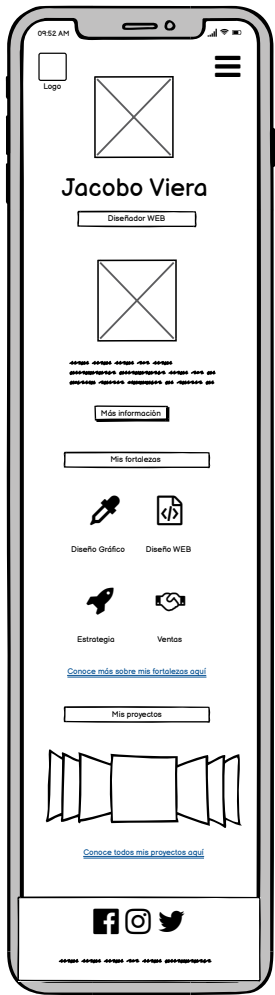 09:52 AM
Logo
Jacobo Viera
Diseñador WEB
Más información
Mis fortalezas
Diseño Gráfico Diseño WEB
Estrategia Ventas
Conoce más sobre mis fortalezas aquí
Mis proyectos
Conoce todos mis proyectos aquí